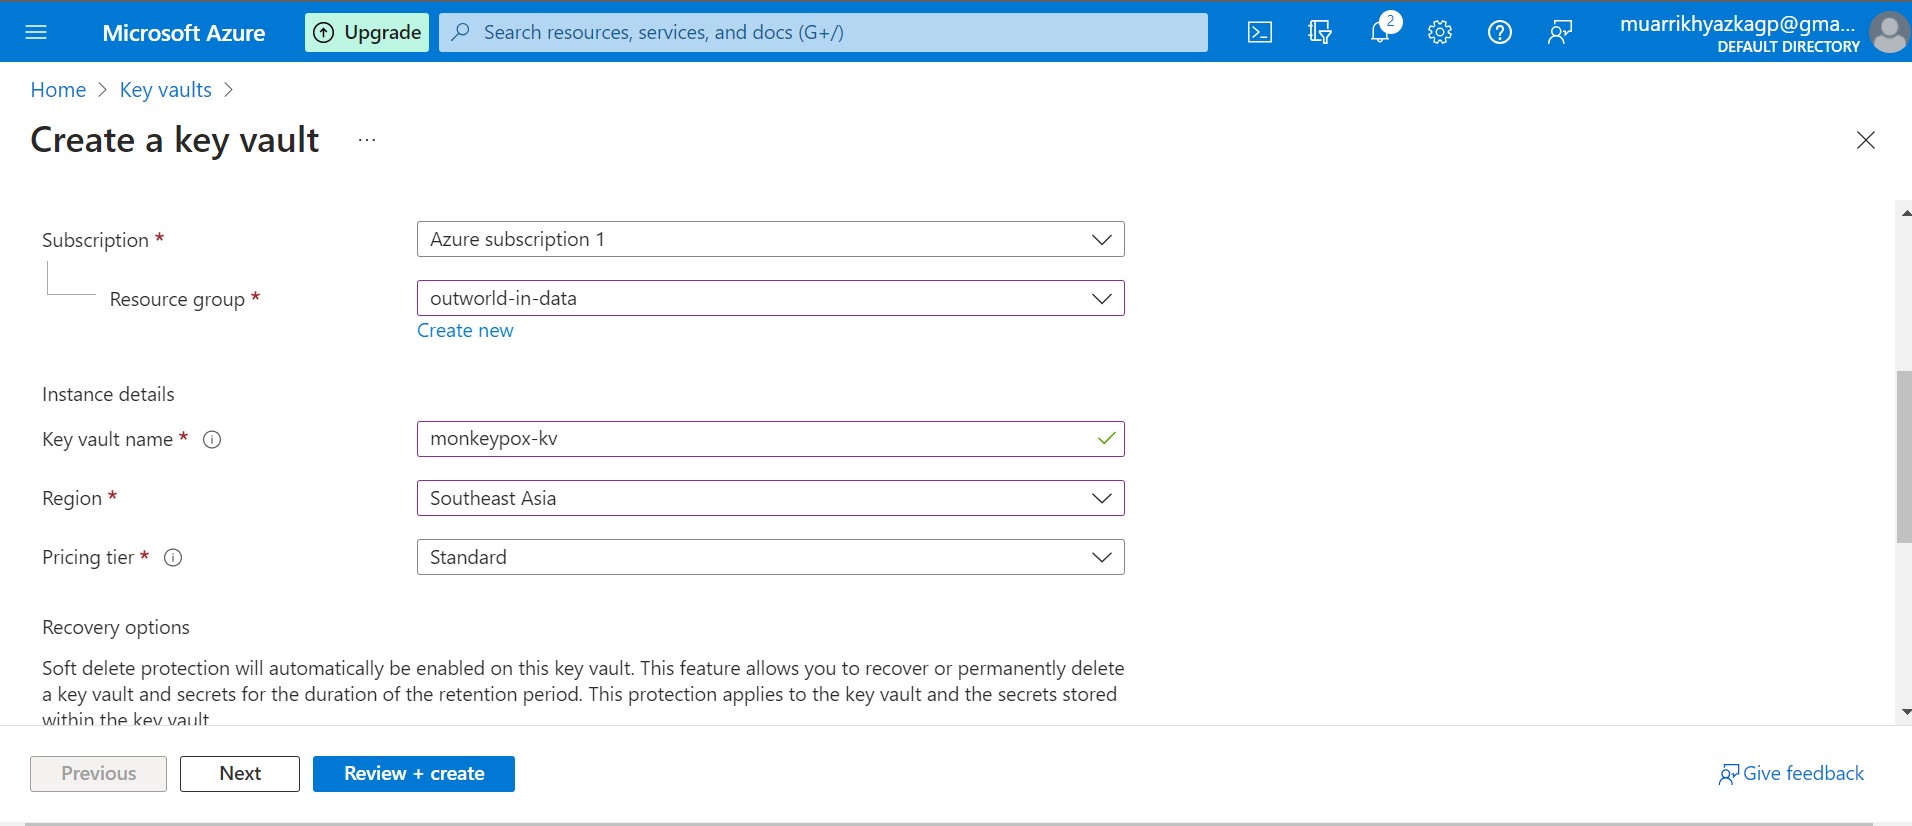 Microsoft Azure
Upgrade
Search resources, services, and docs (G+/)
2
muarrikhyazkagp@gma...
DEFAULT DIRECTORY
Home > Key vaults >
Create a key vault ...
Subscription *
Azure subscription 1
Resource group *
outworld-in-data
Create new
Instance details
Key vault name *
monkeypox-kv
Region *
Southeast Asia
Pricing tier *
Standard
Recovery options
Soft delete protection will automatically be enabled on this key vault. This feature allows you to recover or permanently delete
a key vault and secrets for the duration of the retention period. This protection applies to the key vault and the secrets stored
within the key vault.
Previous
Next
Review + create
Give feedback